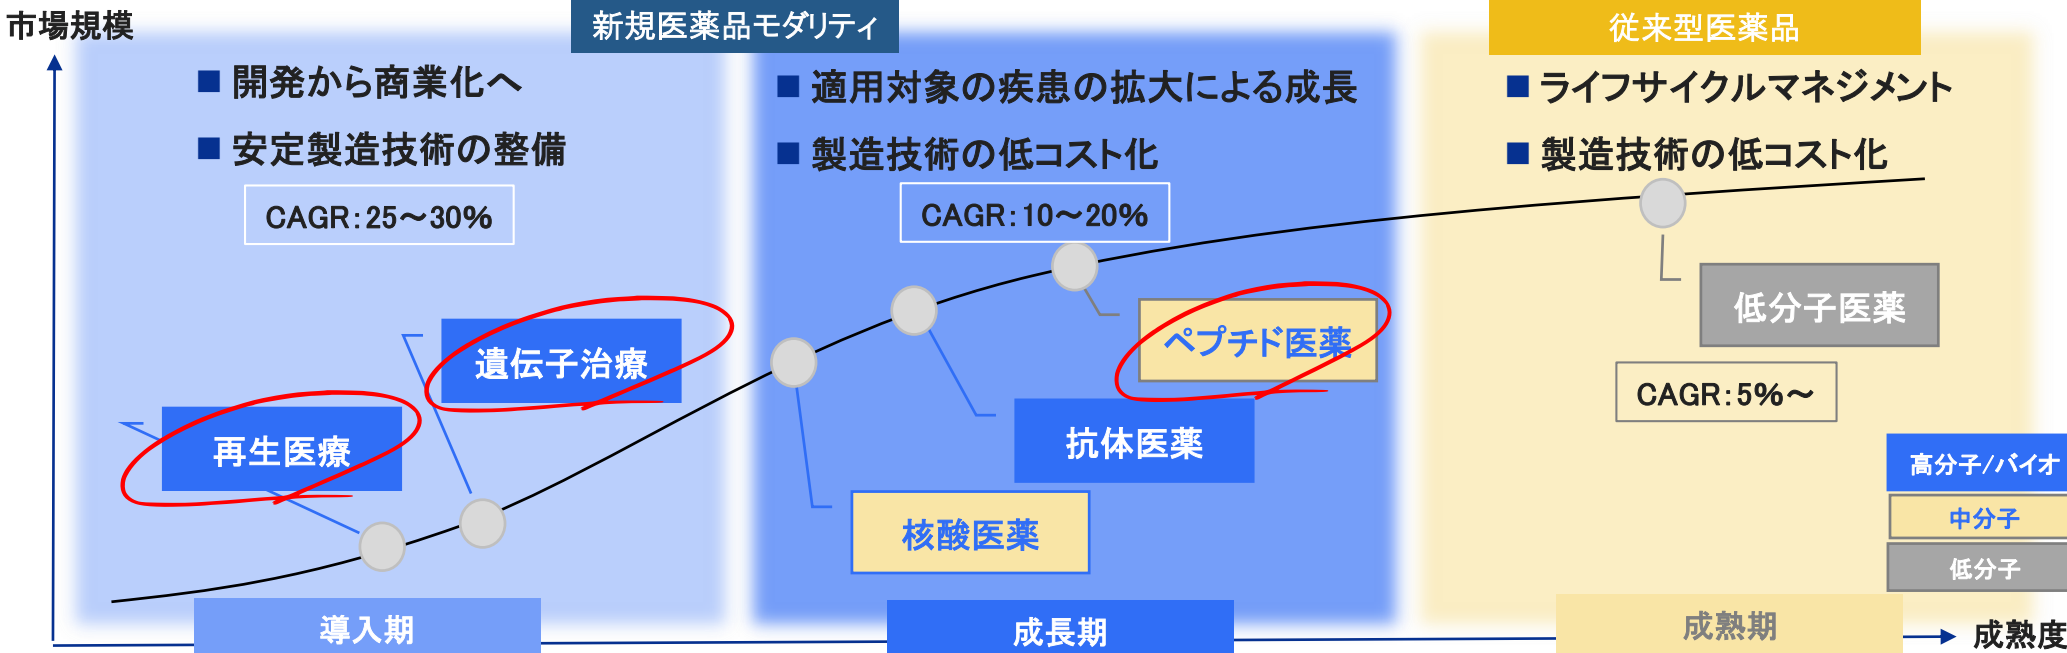 市場規模
新規医薬品モダリティ
従来型医薬品
■ 開発から商業化へ
■ 安定製造技術の整備
CAGR：25～30%
■ 適用対象の疾患の拡大による成長
■ 製造技術の低コスト化
CAGR：10～20%
■ ライフサイクルマネジメント
■ 製造技術の低コスト化
低分子医薬
CAGR：5%～
遺伝子治療
再生医療
ペプチド医薬
抗体医薬
核酸医薬
高分子/バイオ
中分子
低分子
導入期
成長期
成熟期
成熟度